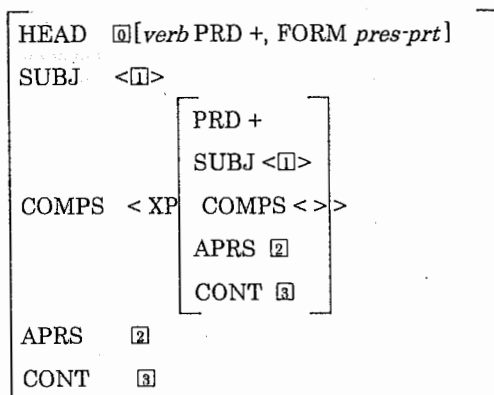 HEAD 0[verb PRD +, FORM pres-prt]
SUBJ <1>
PRD +
SUBJ <1>
COMPS < XP COMPS < > >
APRS 2
CONT 3
APRS 2
CONT 3